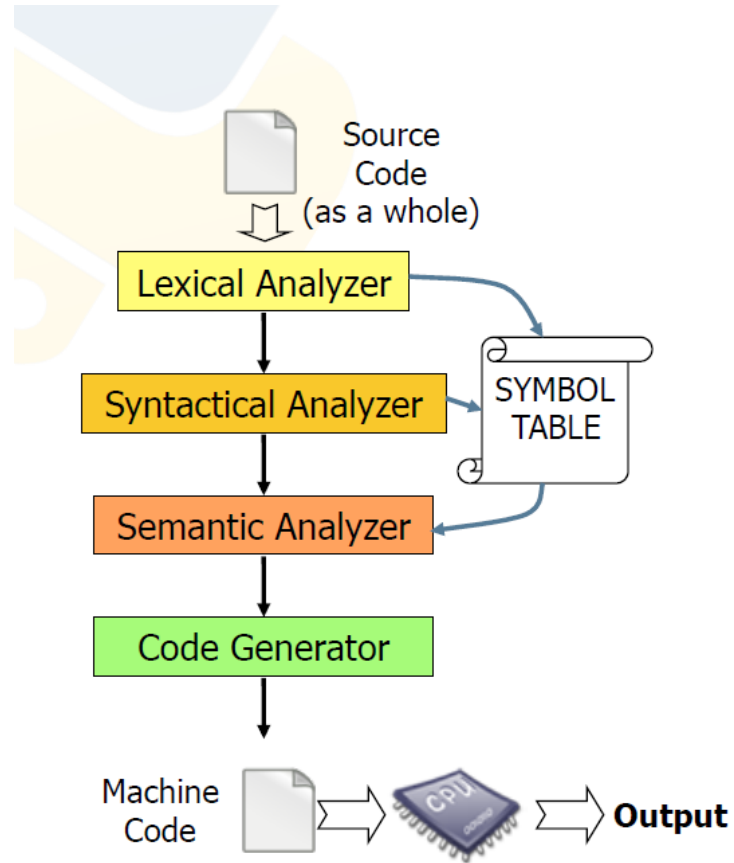 Source
Code
(as a whole)
Lexical Analyzer
Syntactical Analyzer
SYMBOL
TABLE
Semantic Analyzer
Code Generator
Machine
Code
CPU
Output